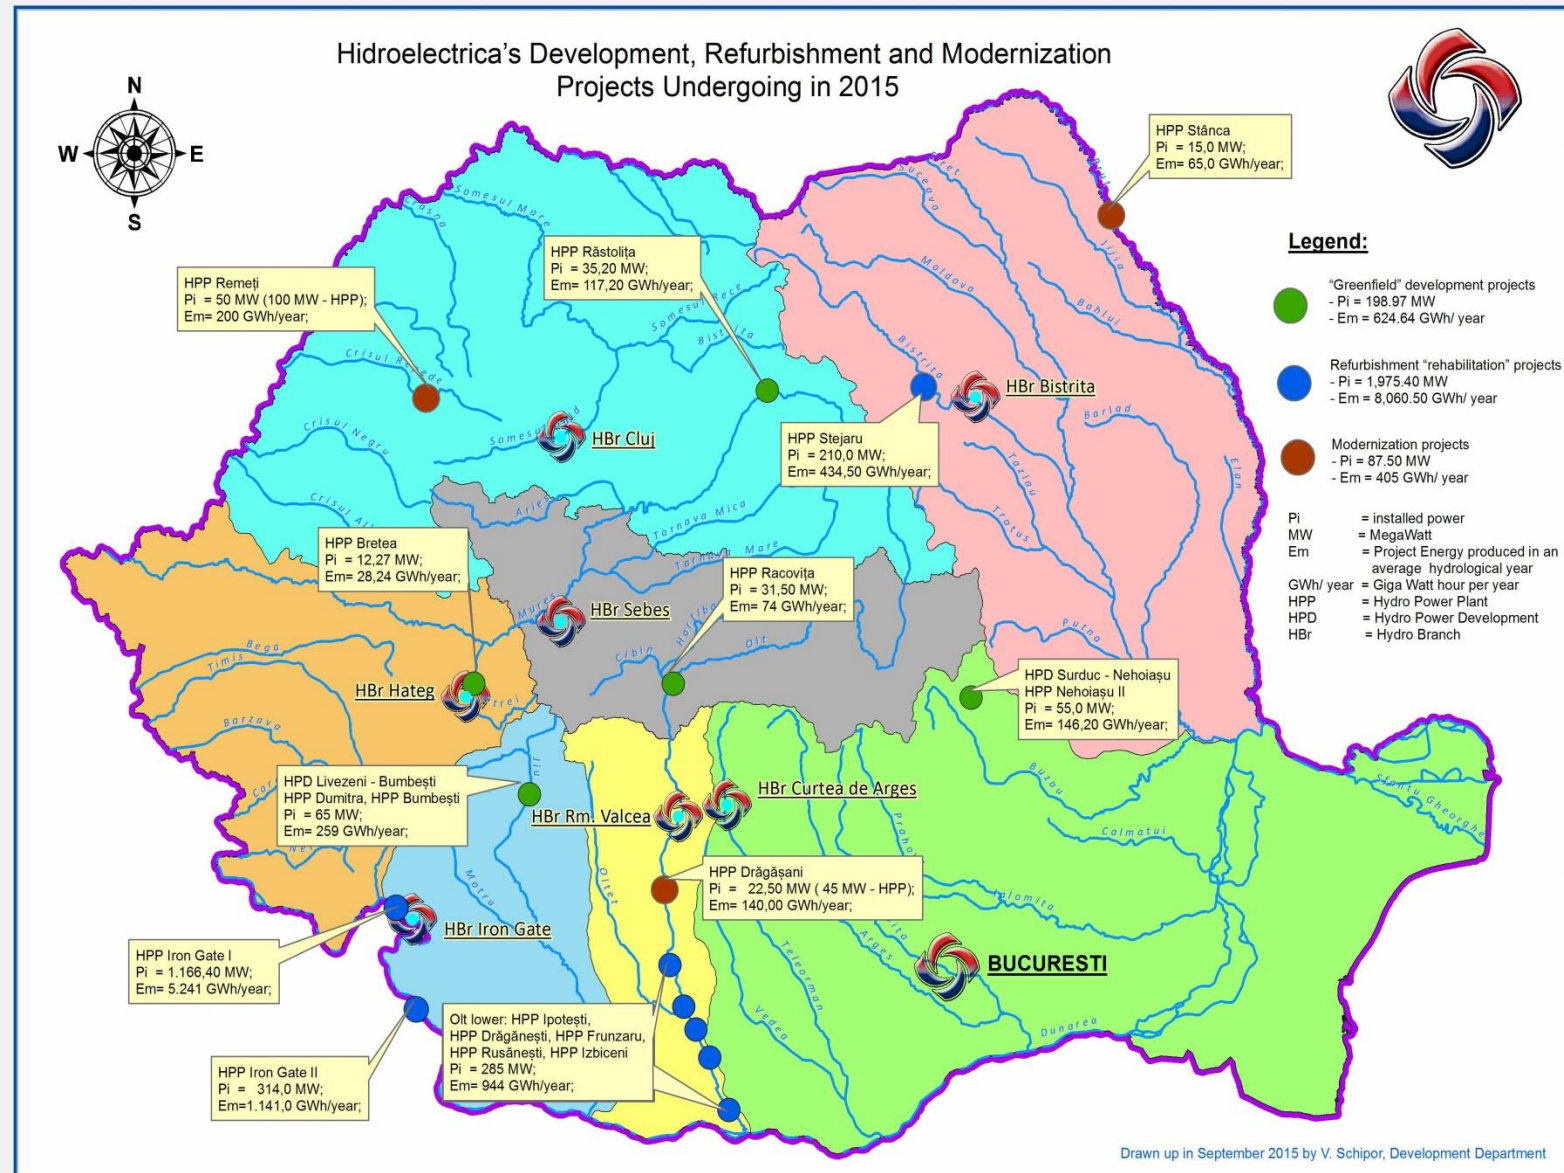 Hidroelectrica's Development, Refurbishment and Modernization
Projects Undergoing in 2015
N
W
E
S
HPP Stânca
Pi = 15,0 MW;
Em= 65,0 GWh/year;
HPP Răstolița
Pi = 35,20 MW;
Em= 117,20 GWh/year;
HPP Remeți
Pi = 50 MW (100 MW - HPP);
Em= 200 GWh/year;
HPP Stejaru
Pi = 210,0 MW;
Em= 434,50 GWh/year;
HPP Bretea
Pi = 12,27 MW;
Em= 28,24 GWh/year;
HPP Racovița
Pi = 31,50 MW;
Em= 74 GWh/year;
HPD Surduc - Nehoiașu
HPP Nehoiașu II
Pi = 55,0 MW;
Em= 146,20 GWh/year;
HPD Livezeni - Bumbești
HPP Dumitra, HPP Bumbești
Pi = 65 MW;
Em= 259 GWh/year;
HPP Drăgășani
Pi = 22,50 MW ( 45 MW - HPP);
Em= 140,00 GWh/year;
HPP Iron Gate I
Pi = 1.166,40 MW;
Em= 5.241 GWh/year;
HPP Iron Gate II
Pi = 314,0 MW;
Em=1.141,0 GWh/year;
Olt lower: HPP Ipotești,
HPP Drăgănești, HPP Frunzaru,
HPP Rusănești, HPP Izbiceni
Pi = 285 MW;
Em= 944 GWh/year;
HBr Bistrita
HBr Cluj
HBr Sebes
HBr Hateg
HBr Rm. Valcea
HBr Curtea de Arges
HBr Iron Gate
BUCURESTI
Crasna
Somesul Mare
Somesul Rece
Bistrita
Crisul Repede
Crisul Negru
Aries
Tarnava Mica
Tarnava Mare
Mures
Suceava
Siret
Prut
Jijia
Moldova
Bahlui
Bistrita
Barlad
Elan
Tazlau
Trotus
Putna
Bega
Timis
Barzava
Cibin
Olt
Jiu
Motru
Oltet
Buzau
Calmatui
Ialomita
Arges
Teleorman
Vedea
Dunarea
Sfantu Gheorghe
Legend:
"Greenfield" development projects
- Pi = 198.97 MW
- Em = 624.64 GWh/ year
Refurbishment "rehabilitation" projects
- Pi = 1,975.40 MW
- Em = 8,060.50 GWh/ year
Modernization projects
- Pi = 87.50 MW
- Em = 405 GWh/ year
Pi = installed power
MW = MegaWatt
Em = Project Energy produced in an
average hydrological year
GWh/ year = Giga Watt hour per year
HPP = Hydro Power Plant
HPD = Hydro Power Development
HBr = Hydro Branch
Drawn up in September 2015 by V. Schipor, Development Department